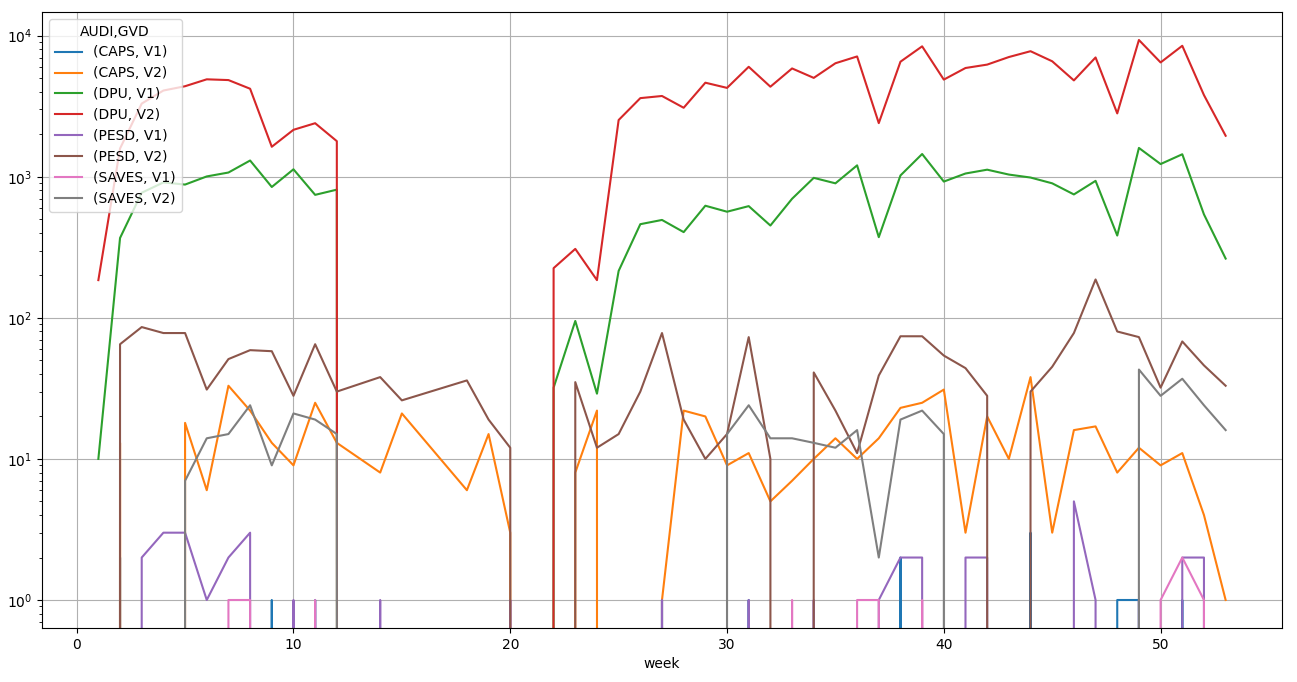 AUDI,GVD
(CAPS, V1)
(CAPS, V2)
(DPU, V1)
(DPU, V2)
(PESD, V1)
(PESD, V2)
(SAVES, V1)
(SAVES, V2)
10⁴
10³
10²
10¹
10⁰
0 10 20 30 40 50
week